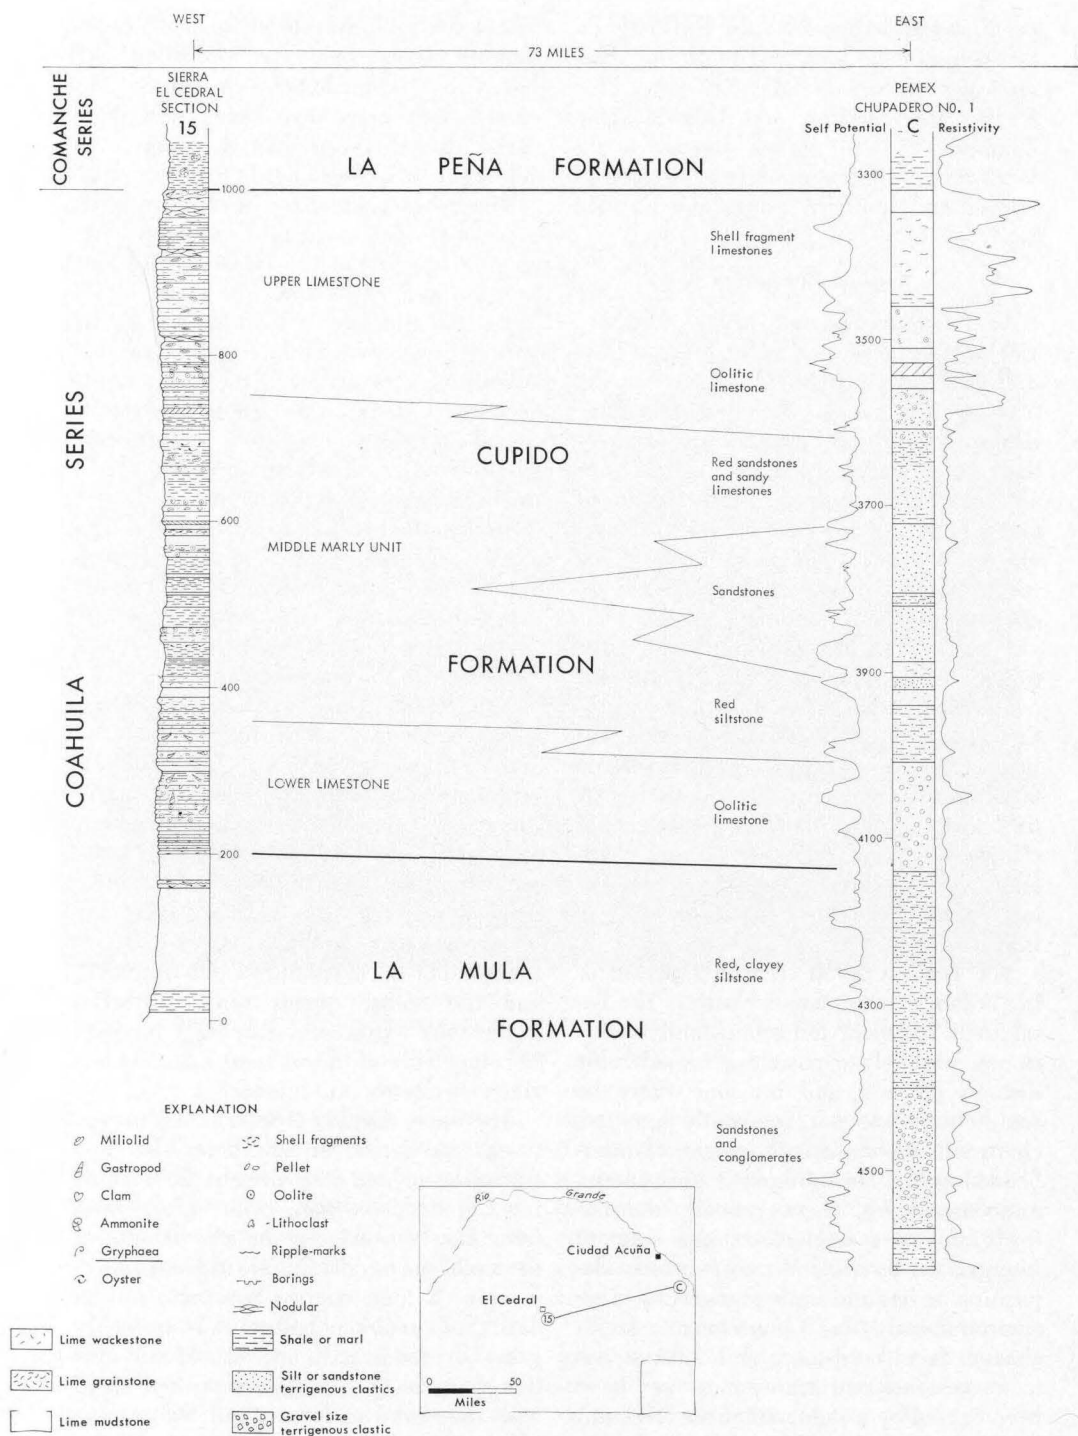 WEST
EAST
73 MILES
COMANCHE
SERIES
SIERRA
EL CEDRAL
SECTION
15
PEMEX
CHUPADERO NO. 1
Self Potential
C
Resistivity
LA PEÑA FORMATION
1000
3300
Shell fragment
limestones
UPPER LIMESTONE
800
3500
Oolitic
limestone
SERIES
CUPIDO
Red sandstones
and sandy
limestones
3700
600
MIDDLE MARLY UNIT
Sandstones
FORMATION
3900
400
Red
siltstone
COAHUILA
LOWER LIMESTONE
Oolitic
limestone
4100
200
LA MULA
Red, clayey
siltstone
4300
0
FORMATION
EXPLANATION
Miliolid
Shell fragments
Gastropod
Pellet
Clam
Oolite
Ammonite
-Lithoclast
Gryphaea
Ripple-marks
Oyster
Borings
Nodular
Lime wackestone
Shale or marl
Lime grainstone
Silt or sandstone
terrigenous clastics
Lime mudstone
Gravel size
terrigenous clastic
Sandstones
and
conglomerates
4500
Rio Grande
Ciudad Acuña
C
El Cedral
15
0 50
Miles